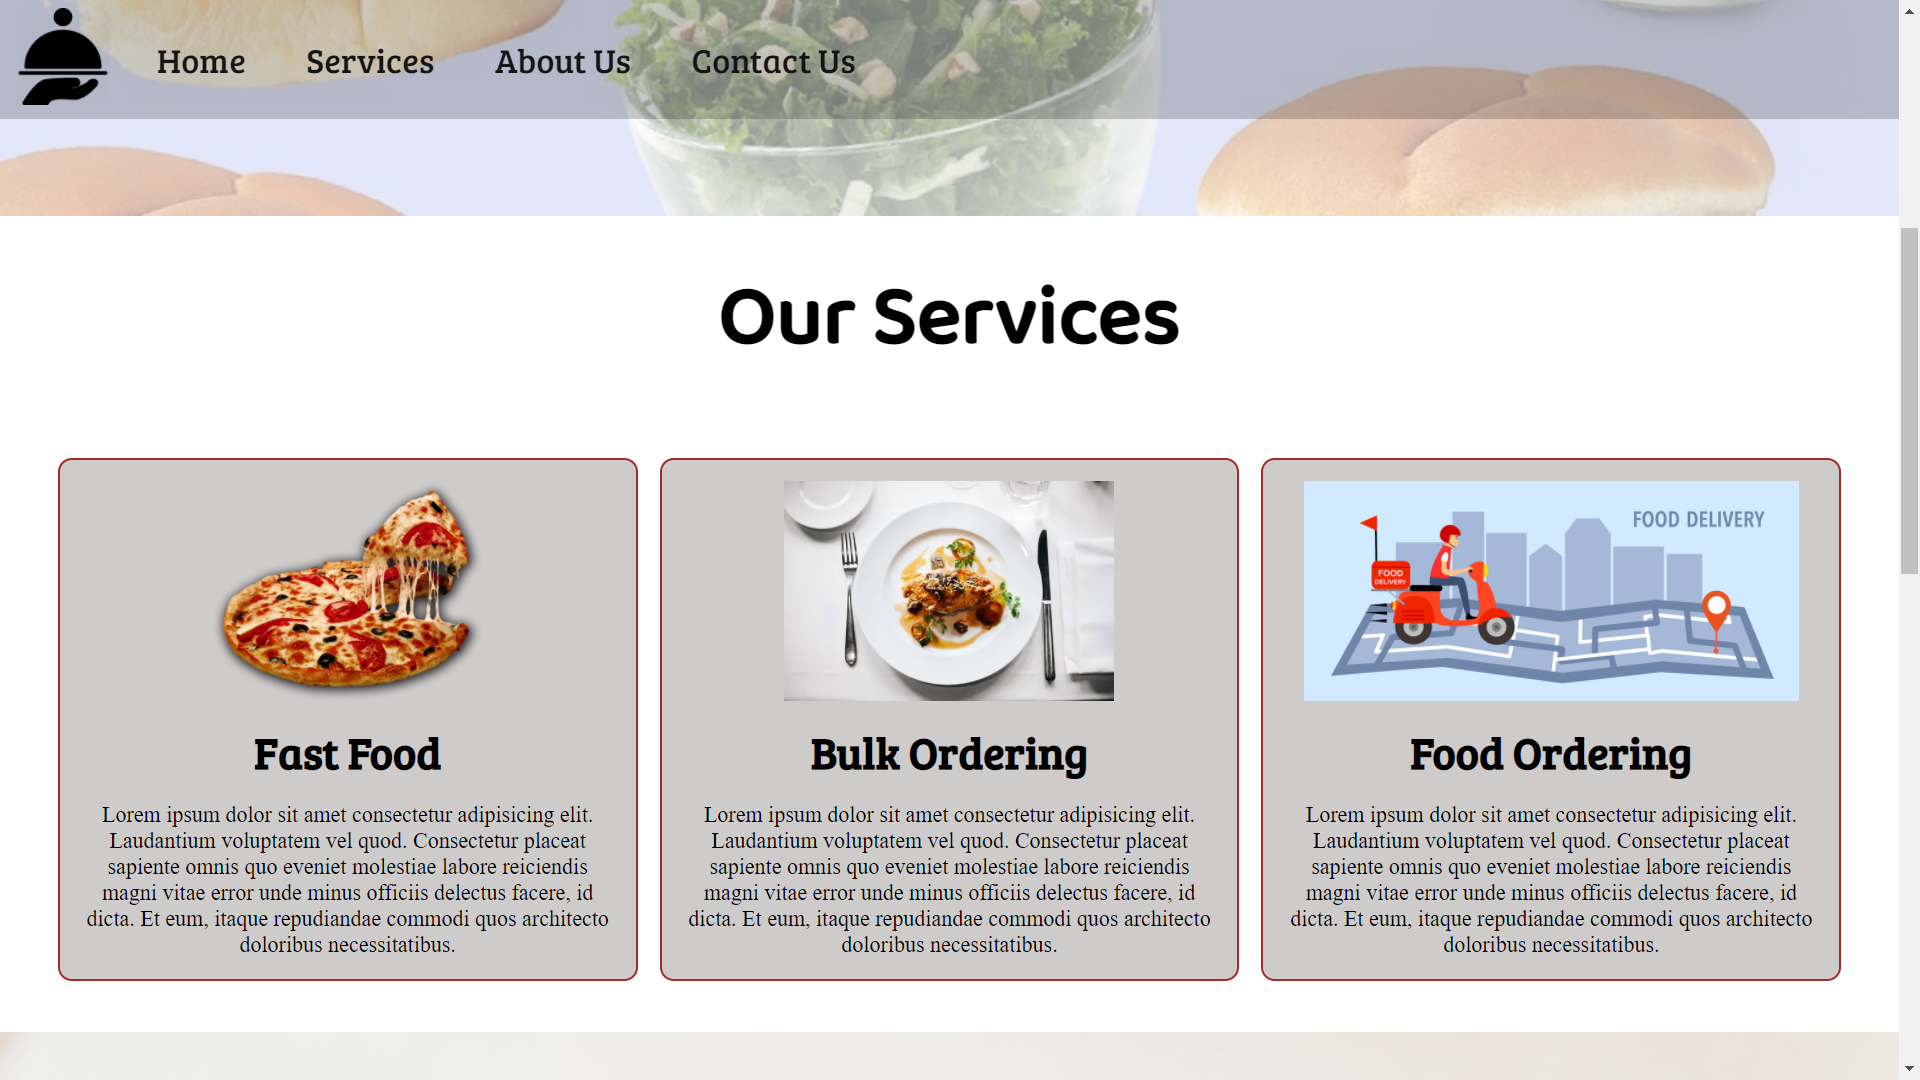 Home Services About Us Contact Us
Our Services
FOOD DELIVERY
FOOD
DELIVERY
Fast Food
Lorem ipsum dolor sit amet consectetur adipisicing elit.
Laudantium voluptatem vel quod. Consectetur placeat
sapiente omnis quo eveniet molestiae labore reiciendis
magni vitae error unde minus officiis delectus facere, id
dicta. Et eum, itaque repudiandae commodi quos architecto
doloribus necessitatibus.
Bulk Ordering
Lorem ipsum dolor sit amet consectetur adipisicing elit.
Laudantium voluptatem vel quod. Consectetur placeat
sapiente omnis quo eveniet molestiae labore reiciendis
magni vitae error unde minus officiis delectus facere, id
dicta. Et eum, itaque repudiandae commodi quos architecto
doloribus necessitatibus.
Food Ordering
Lorem ipsum dolor sit amet consectetur adipisicing elit.
Laudantium voluptatem vel quod. Consectetur placeat
sapiente omnis quo eveniet molestiae labore reiciendis
magni vitae error unde minus officiis delectus facere, id
dicta. Et eum, itaque repudiandae commodi quos architecto
doloribus necessitatibus.